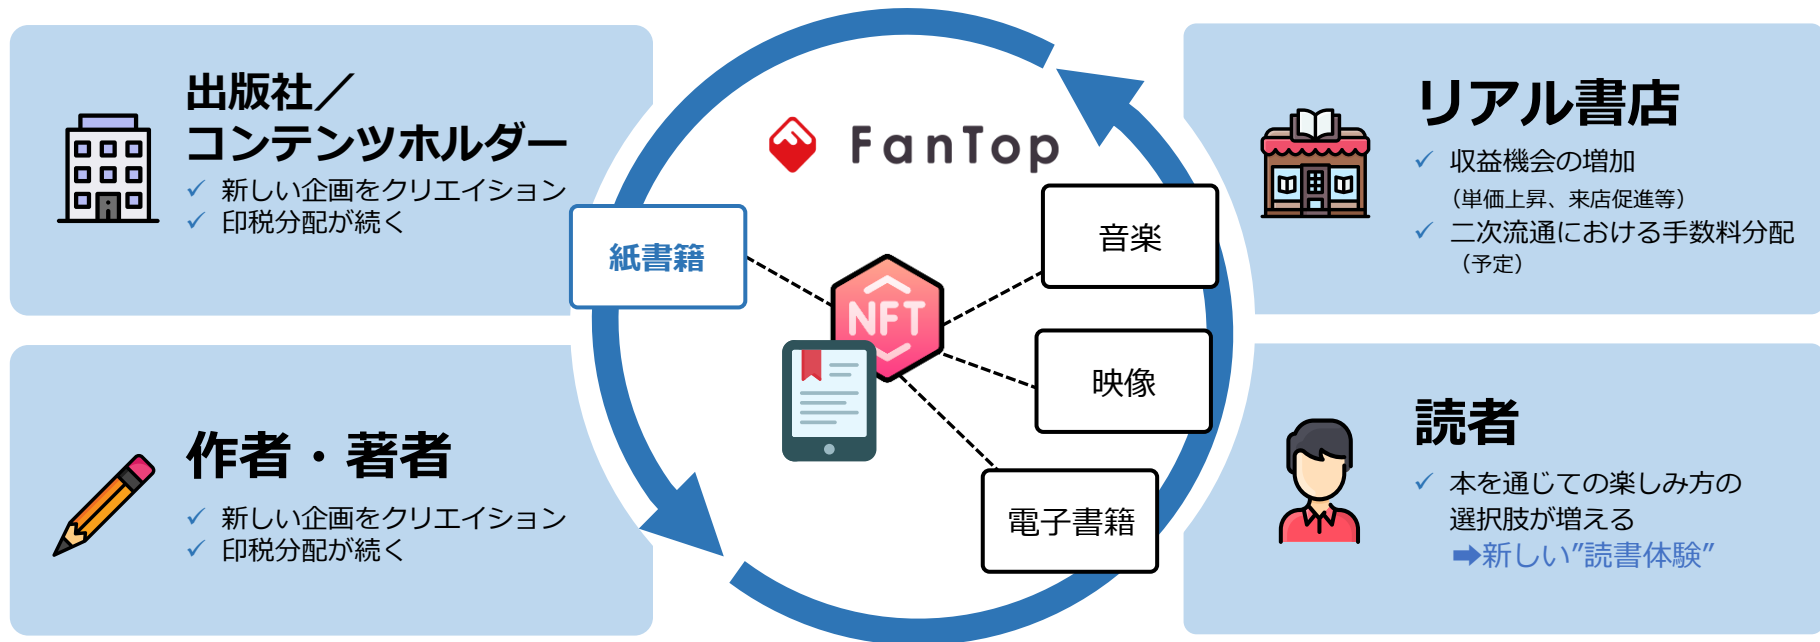 出版社／
コンテンツホルダー
✓ 新しい企画をクリエイション
✓ 印税分配が続く
作者・著者
✓ 新しい企画をクリエイション
✓ 印税分配が続く
FanTop
紙書籍
NFT
音楽
映像
電子書籍
リアル書店
✓ 収益機会の増加
（単価上昇、来店促進等）
✓ 二次流通における手数料分配
（予定）
読者
✓ 本を通じての楽しみ方の
選択肢が増える
➡新しい”読書体験”